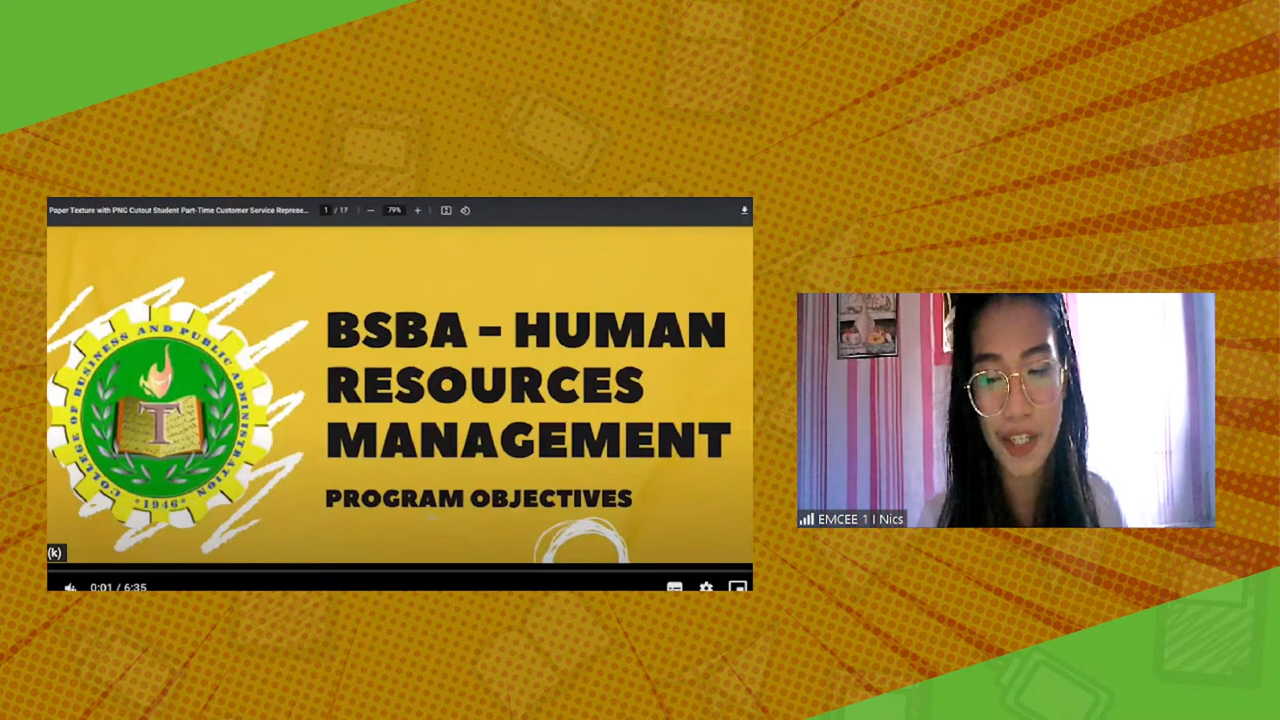 Paper Texture with PNG Cutout Student Part-Time Customer Service Represe... 1 / 17 — 79% +
COLLEGE OF BUSINESS AND PUBLIC ADMINISTRATION
T
*1946*
BSBA – HUMAN
RESOURCES
MANAGEMENT
PROGRAM OBJECTIVES
(k)
0:01 / 6:35
EMCEE 1 I Nics